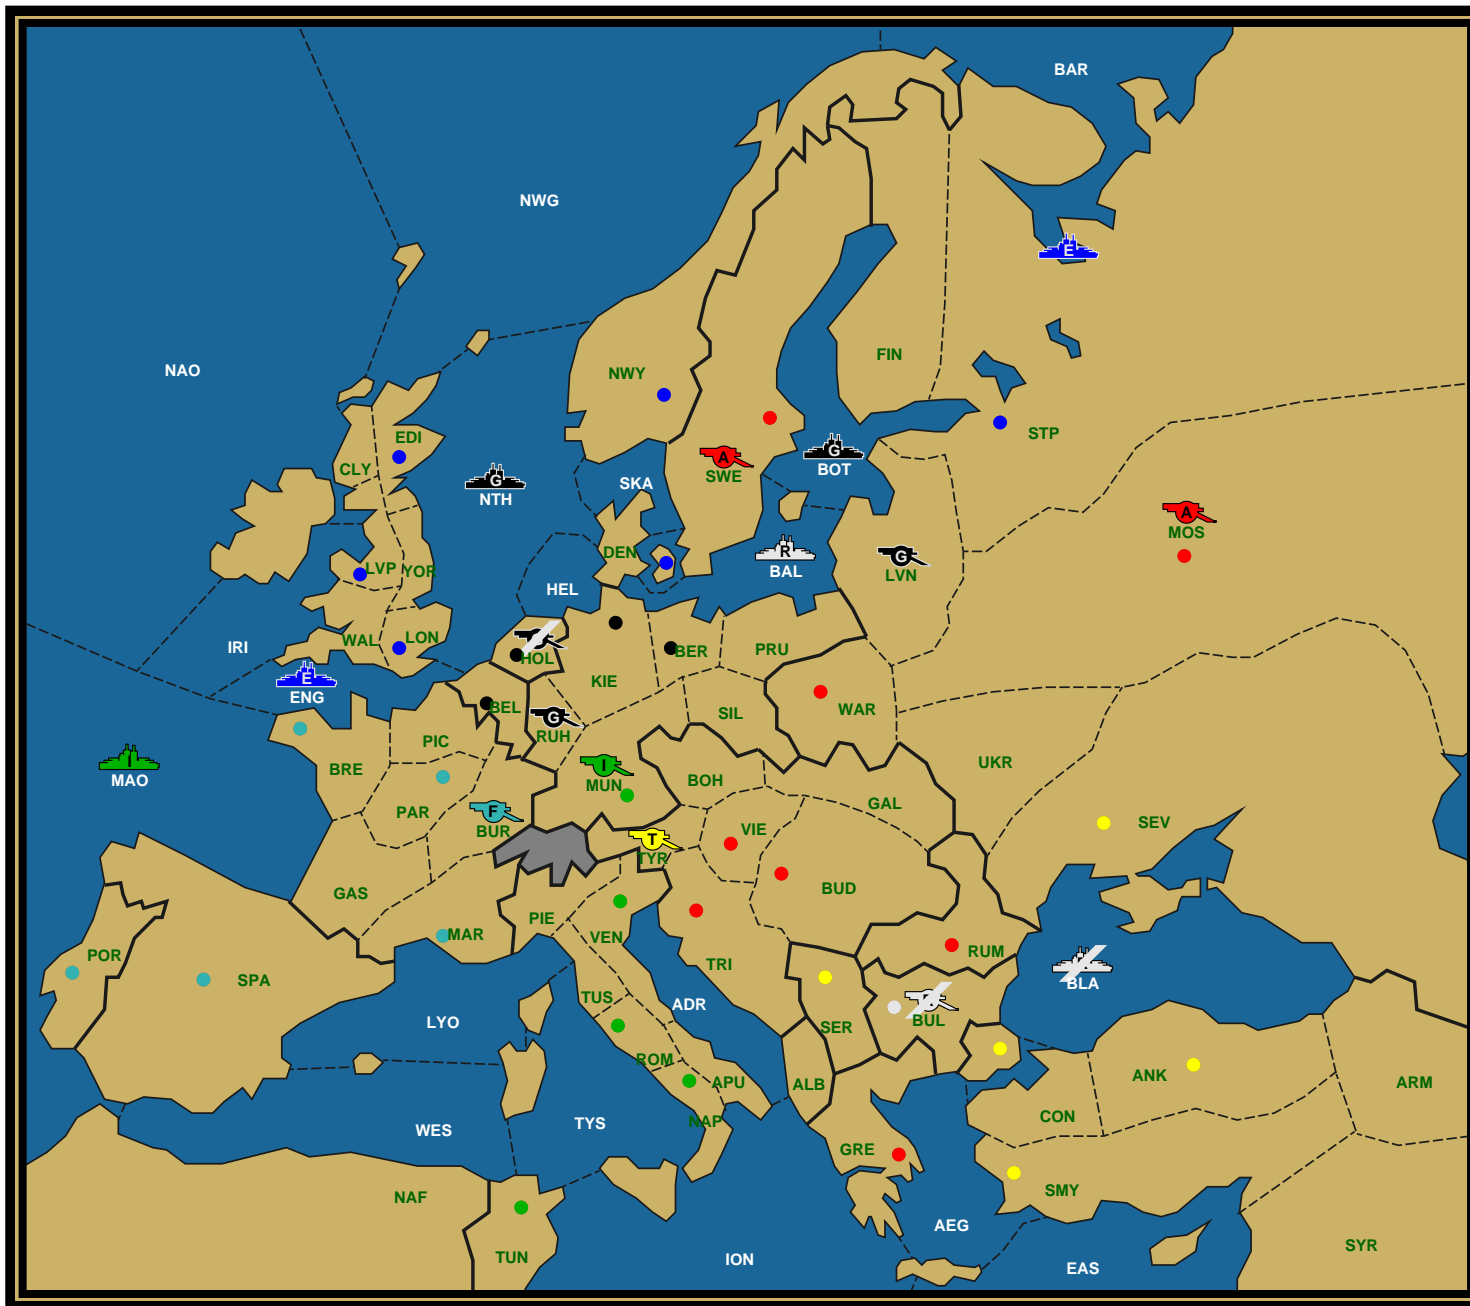 BAR
NWG
E
NAO
FIN
NWY
STP
EDI
G
BOT
CLY
A
SWE
G
NTH
SKA
A
MOS
DEN
R
BAL
G
LVN
LVP
YOR
HEL
WAL
LON
IRI
HOL
BER
PRU
E
ENG
KIE
BEL
G
RUH
SIL
WAR
PIC
I
MAO
BRE
I
MUN
BOH
UKR
PAR
F
BUR
GAL
T
TYR
VIE
SEV
GAS
BUD
PIE
VEN
MAR
POR
SPA
TRI
RUM
BLA
TUS
ADR
LYO
BUL
SER
ROM
APU
ALB
ANK
ARM
CON
NAP
WES
TYS
GRE
SMY
NAF
AEG
TUN
ION
EAS
SYR